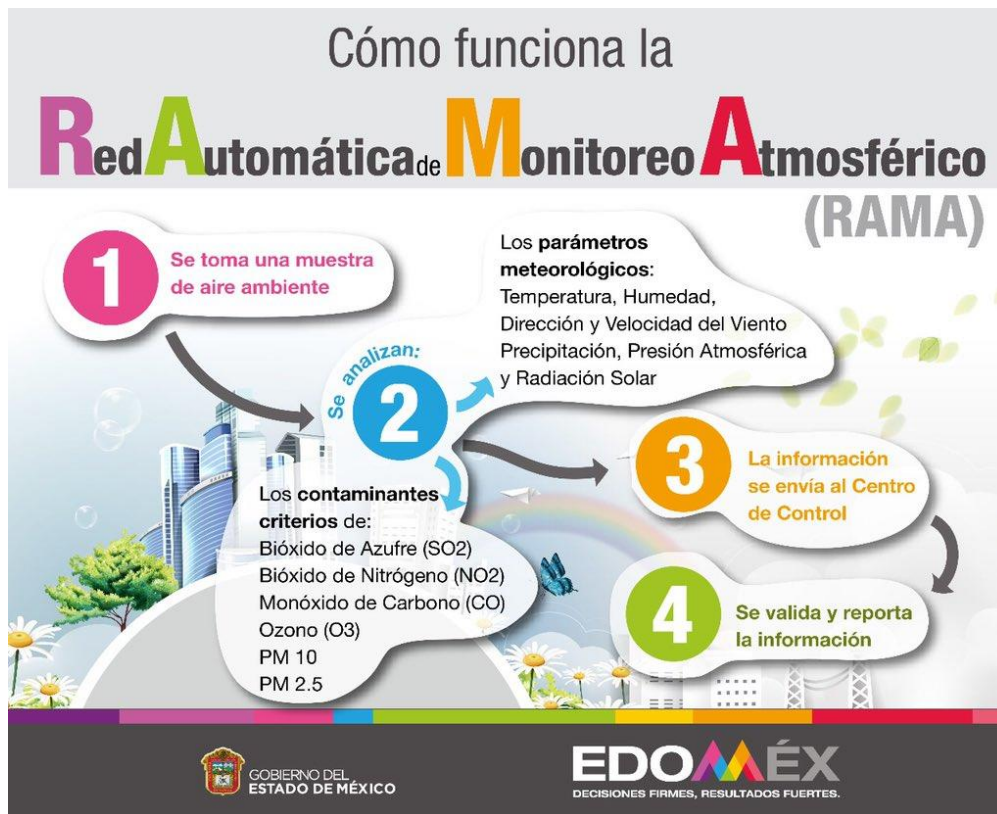 Cómo funciona la
Red Automática de Monitoreo Atmosférico
(RAMA)
1
Se toma una muestra
de aire ambiente
Se analizan:
2
Los parámetros
meteorológicos:
Temperatura, Humedad,
Dirección y Velocidad del Viento
Precipitación, Presión Atmosférica
y Radiación Solar
Los contaminantes
criterios de:
Bióxido de Azufre (SO2)
Bióxido de Nitrógeno (NO2)
Monóxido de Carbono (CO)
Ozono (O3)
PM 10
PM 2.5
3
La información
se envía al Centro
de Control
4
Se valida y reporta
la información
GOBIERNO DEL
ESTADO DE MÉXICO
EDOMÉX
DECISIONES FIRMES, RESULTADOS FUERTES.